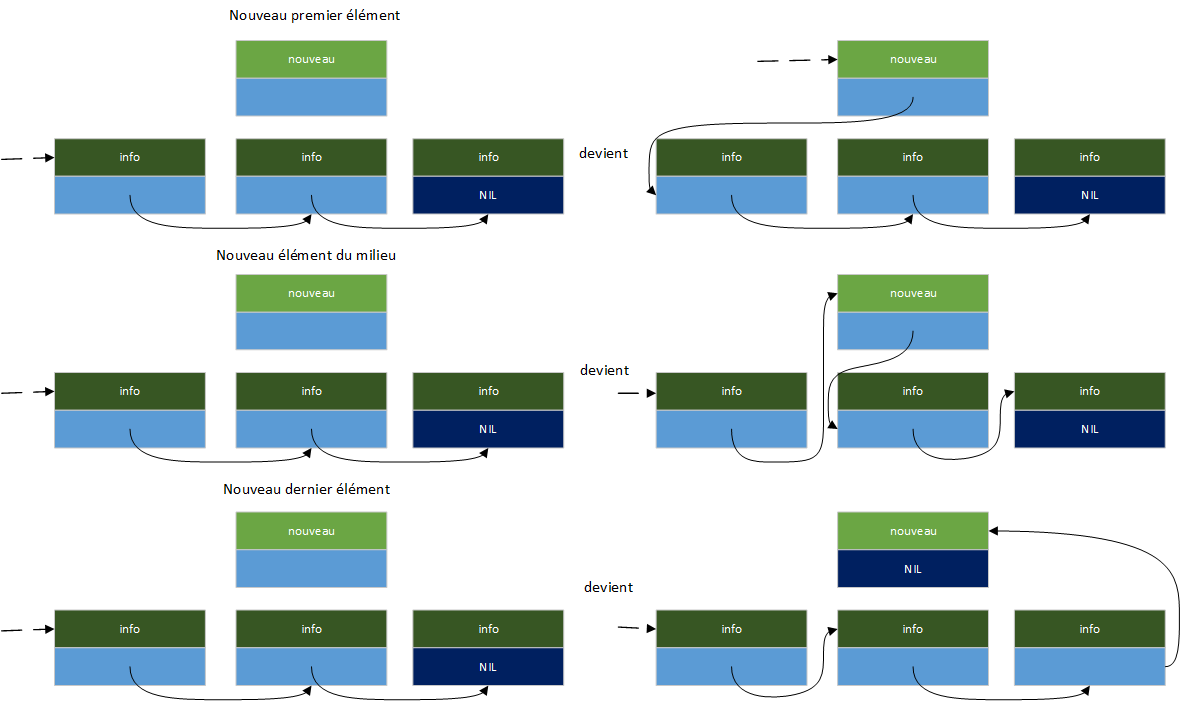 Nouveau premier élément
nouveau nouveau
info info info devient info info info
NIL NIL
Nouveau élément du milieu
nouveau nouveau
devient
info info info info info info
NIL NIL
Nouveau dernier élément
nouveau nouveau
NIL
devient
info info info info info info
NIL